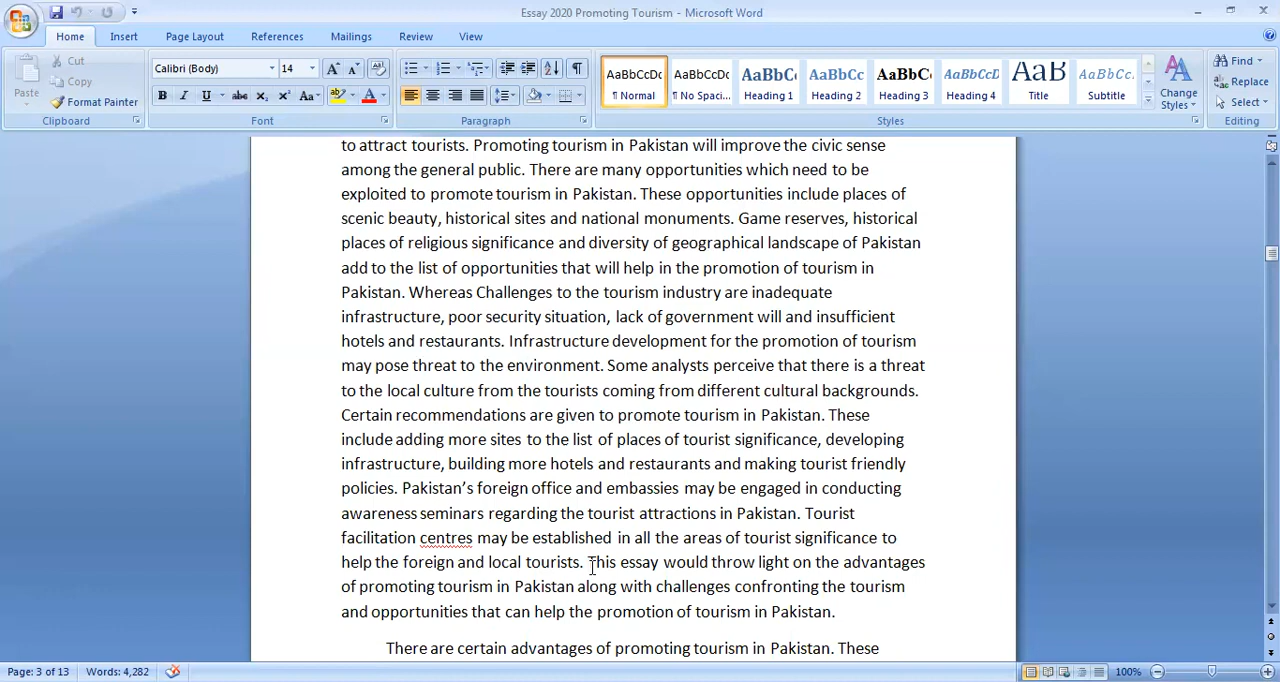 Essay 2020 Promoting Tourism - Microsoft Word
Home Insert Page Layout References Mailings Review View
Paste Cut Copy Format Painter
Clipboard
Calibri (Body) 14
Font
Paragraph
AaBbCcDc AaBbCcDc AaBbC AaBbCc AaBbCc AaBbCcD AaB AaBbCc.
¶ Normal ¶ No Spaci... Heading 1 Heading 2 Heading 3 Heading 4 Title Subtitle
Change Styles
Styles
Find Replace Select
Editing
to attract tourists. Promoting tourism in Pakistan will improve the civic sense
among the general public. There are many opportunities which need to be
exploited to promote tourism in Pakistan. These opportunities include places of
scenic beauty, historical sites and national monuments. Game reserves, historical
places of religious significance and diversity of geographical landscape of Pakistan
add to the list of opportunities that will help in the promotion of tourism in
Pakistan. Whereas Challenges to the tourism industry are inadequate
infrastructure, poor security situation, lack of government will and insufficient
hotels and restaurants. Infrastructure development for the promotion of tourism
may pose threat to the environment. Some analysts perceive that there is a threat
to the local culture from the tourists coming from different cultural backgrounds.
Certain recommendations are given to promote tourism in Pakistan. These
include adding more sites to the list of places of tourist significance, developing
infrastructure, building more hotels and restaurants and making tourist friendly
policies. Pakistan's foreign office and embassies may be engaged in conducting
awareness seminars regarding the tourist attractions in Pakistan. Tourist
facilitation centres may be established in all the areas of tourist significance to
help the foreign and local tourists. This essay would throw light on the advantages
of promoting tourism in Pakistan along with challenges confronting the tourism
and opportunities that can help the promotion of tourism in Pakistan.
There are certain advantages of promoting tourism in Pakistan. These
Page: 3 of 13 Words: 4,282 100%